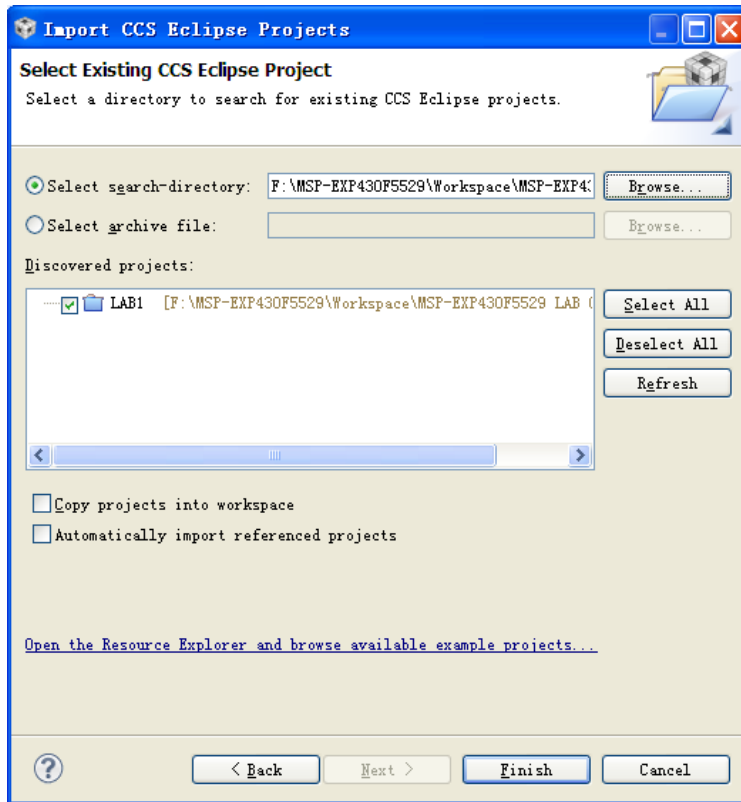 Import CCS Eclipse Projects
Select Existing CCS Eclipse Project
Select a directory to search for existing CCS Eclipse projects.
Select search-directory: F:\MSP-EXP430F5529\Workspace\MSP-EXP4: Browse...
Select archive file: Browse...
Discovered projects:
LAB1 [F:\MSP-EXP430F5529\Workspace\MSP-EXP430F5529 LAB ( Select All
Deselect All
Refresh
Copy projects into workspace
Automatically import referenced projects
Open the Resource Explorer and browse available example projects...
? < Back Next > Finish Cancel